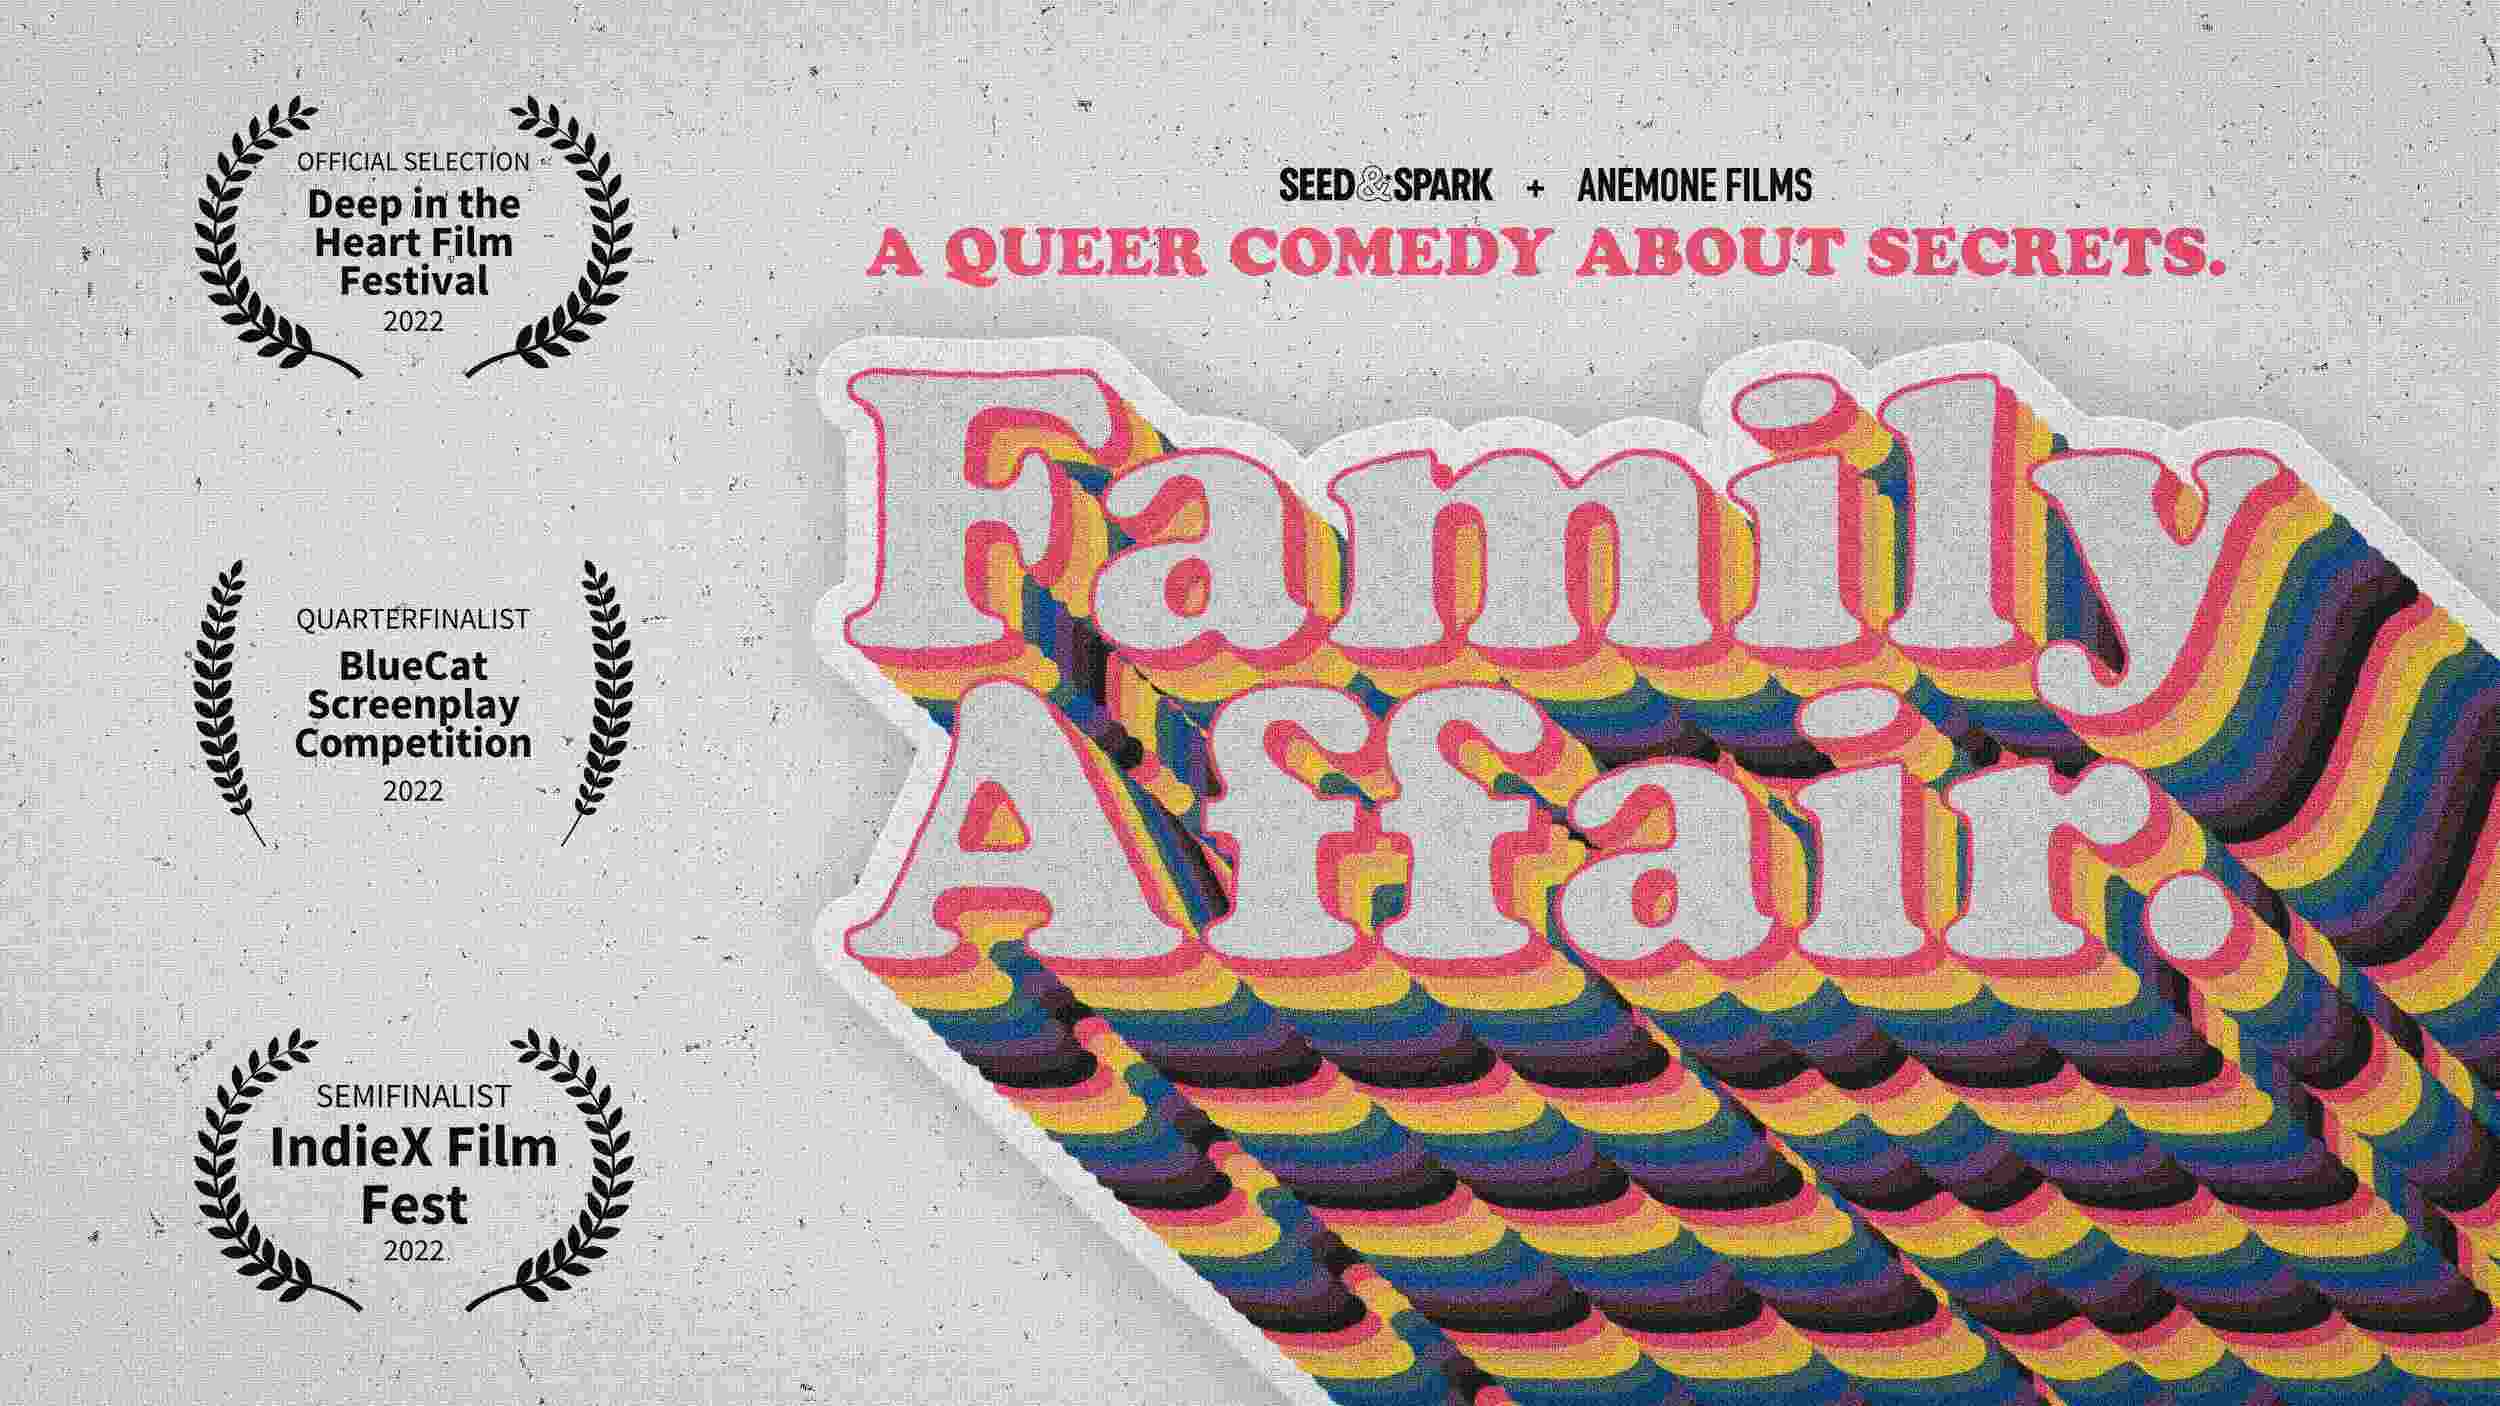 OFFICIAL SELECTION
Deep in the
Heart Film
Festival
2022
QUARTERFINALIST
BlueCat
Screenplay
Competition
2022
SEMIFINALIST
IndieX Film
Fest
2022
SEED&SPARK + ANEMONE FILMS
A QUEER COMEDY ABOUT SECRETS.
Family
Affair.